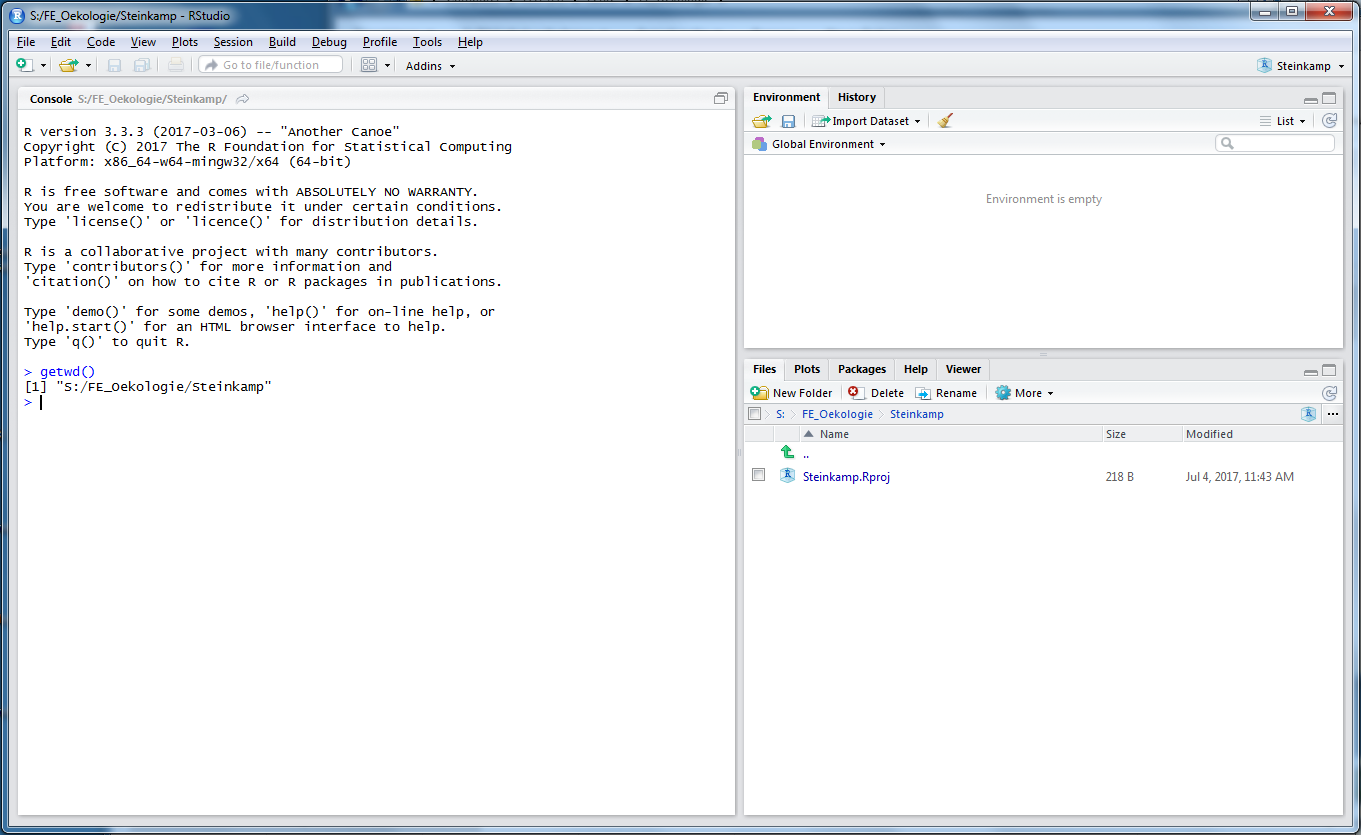 S:/FE_Oekologie/Steinkamp - RStudio
File Edit Code View Plots Session Build Debug Profile Tools Help
Go to file/function Addins Steinkamp
Console S:/FE_Oekologie/Steinkamp/
R version 3.3.3 (2017-03-06) -- "Another Canoe"
Copyright (C) 2017 The R Foundation for Statistical Computing
Platform: x86_64-w64-mingw32/x64 (64-bit)
R is free software and comes with ABSOLUTELY NO WARRANTY.
You are welcome to redistribute it under certain conditions.
Type 'license()' or 'licence()' for distribution details.
R is a collaborative project with many contributors.
Type 'contributors()' for more information and
'citation()' on how to cite R or R packages in publications.
Type 'demo()' for some demos, 'help()' for on-line help, or
'help.start()' for an HTML browser interface to help.
Type 'q()' to quit R.
> getwd()
[1] "S:/FE_Oekologie/Steinkamp"
>
Environment History
Import Dataset List
Global Environment
Environment is empty
Files Plots Packages Help Viewer
New Folder Delete Rename More
S: FE_Oekologie Steinkamp ...
Name Size Modified
..
Steinkamp.Rproj 218 B Jul 4, 2017, 11:43 AM